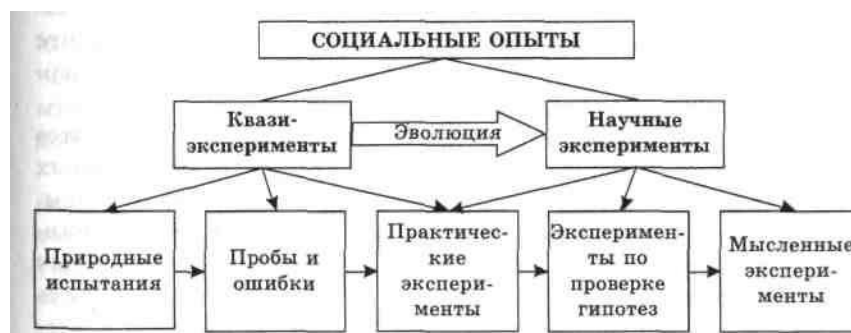 СОЦИАЛЬНЫЕ ОПЫТЫ
Квази-
эксперименты
Эволюция
Научные
эксперименты
Природные
испытания
Пробы и
ошибки
Практичес-
кие
экспери-
менты
Эксперимен-
ты по
проверке
гипотез
Мысленные
экспери-
менты